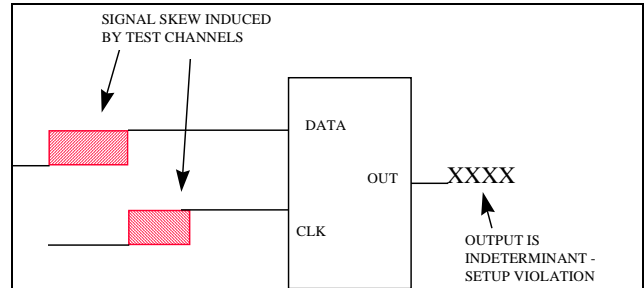 SIGNAL SKEW INDUCED
BY TEST CHANNELS
DATA
OUT
XXXX
CLK
OUTPUT IS
INDETERMINANT -
SETUP VIOLATION